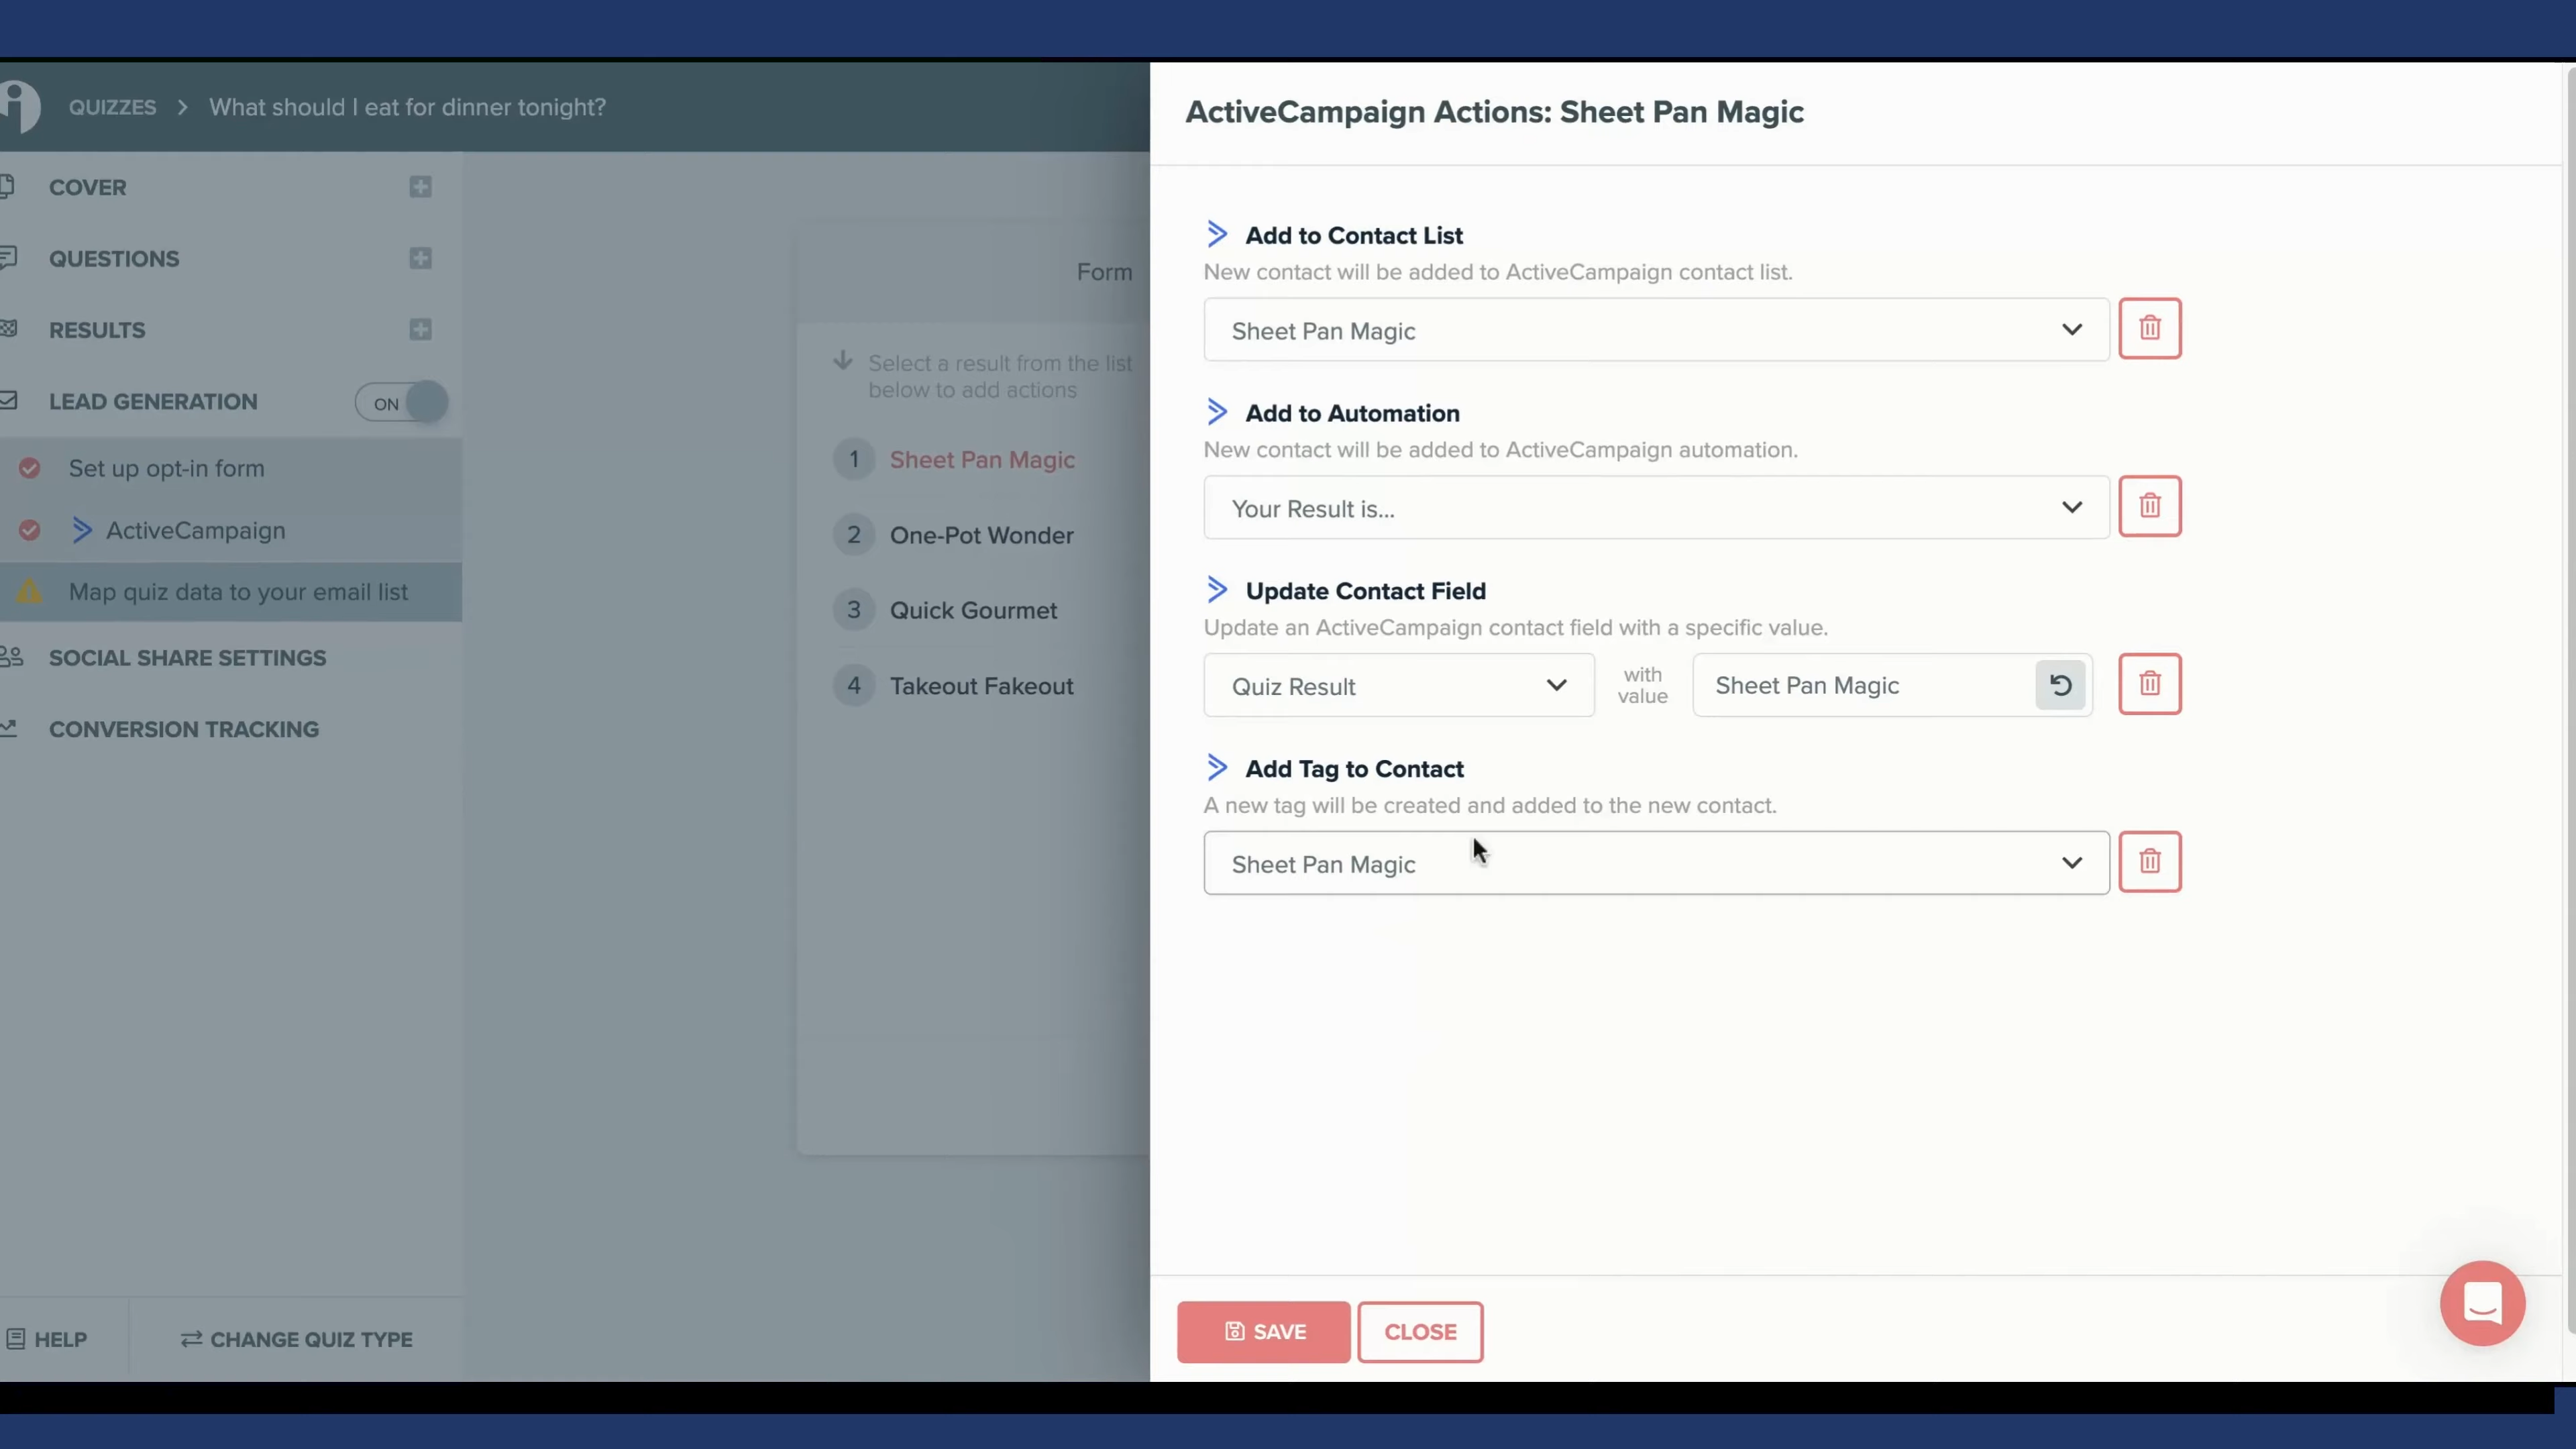 QUIZZES > What should I eat for dinner tonight?
COVER
QUESTIONS
RESULTS
LEAD GENERATION
ON
Set up opt-in form
ActiveCampaign
Map quiz data to your email list
SOCIAL SHARE SETTINGS
CONVERSION TRACKING
HELP
CHANGE QUIZ TYPE
Form
Select a result from the list
below to add actions
1 Sheet Pan Magic
2 One-Pot Wonder
3 Quick Gourmet
4 Takeout Fakeout
ActiveCampaign Actions: Sheet Pan Magic
Add to Contact List
New contact will be added to ActiveCampaign contact list.
Sheet Pan Magic
Add to Automation
New contact will be added to ActiveCampaign automation.
Your Result is...
Update Contact Field
Update an ActiveCampaign contact field with a specific value.
Quiz Result
with
value
Sheet Pan Magic
Add Tag to Contact
A new tag will be created and added to the new contact.
Sheet Pan Magic
SAVE
CLOSE